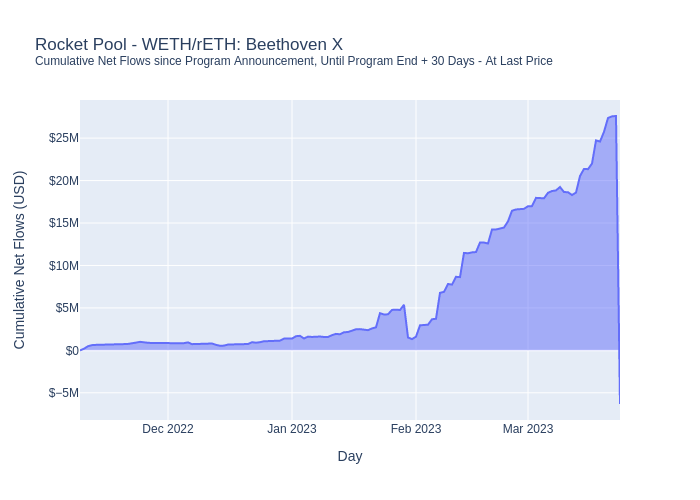 Rocket Pool - WETH/rETH: Beethoven X
Cumulative Net Flows since Program Announcement, Until Program End + 30 Days - At Last Price
$25M
$20M
$15M
$10M
$5M
$0
$−5M
Cumulative Net Flows (USD)
Dec 2022
Jan 2023
Feb 2023
Mar 2023
Day